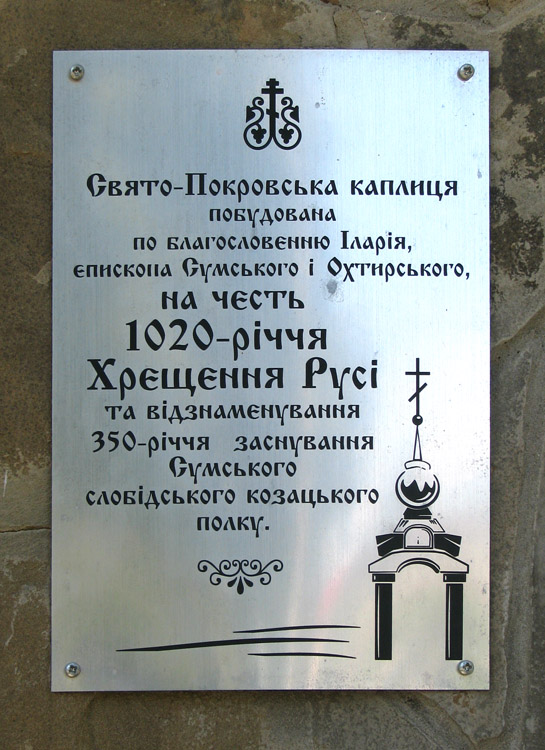 Свято-Покровська каплиця
побудована
по благословенню Іларія,
єпископа Сумського і Охтирського,
на честь
1020-річчя
Хрещення Русі
та відзнаменування
350-річчя заснування
Сумського
слобідського козацького
полку.